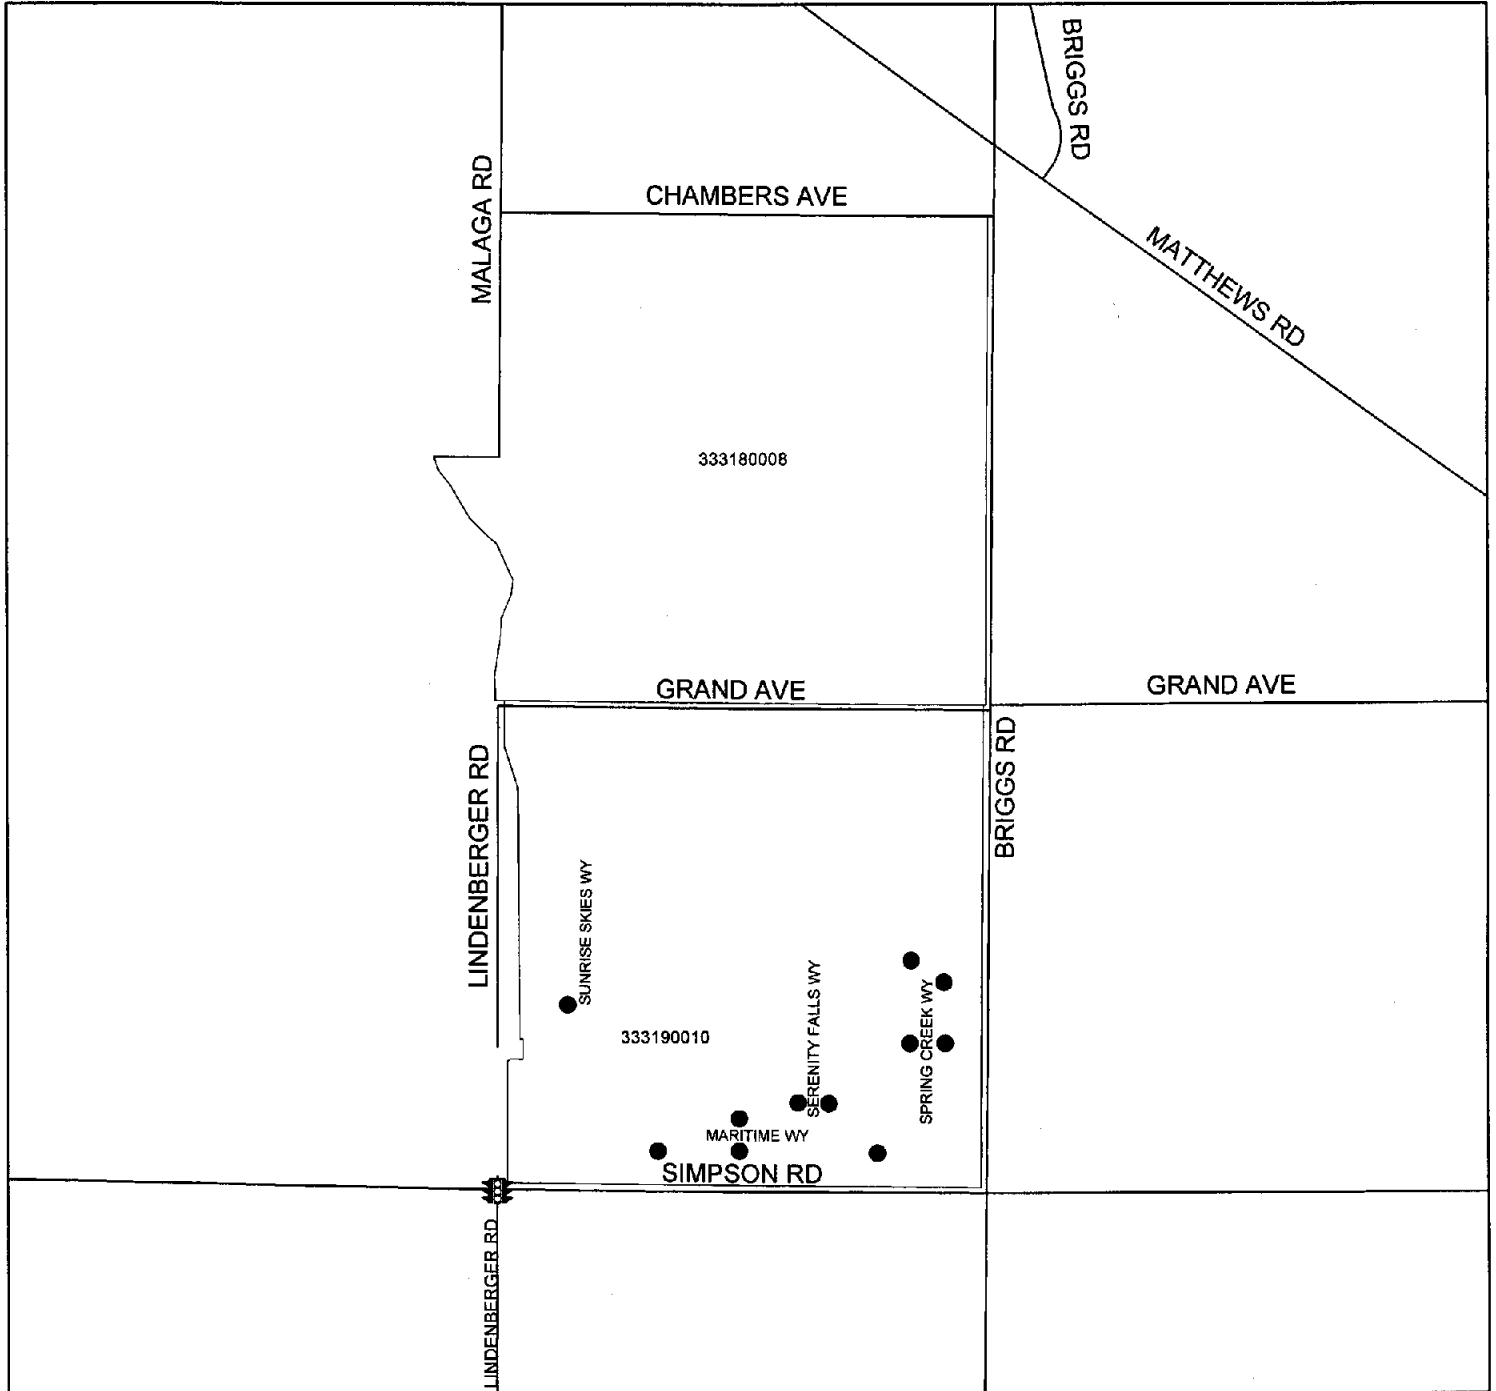 BRIGGS RD
MALAGA RD
CHAMBERS AVE
MATTHEWS RD
333180008
GRAND AVE
GRAND AVE
LINDENBERGER RD
BRIGGS RD
SUNRISE SKIES WY
333190010
SERENITY FALLS WY
SPRING CREEK WY
MARITIME WY
SIMPSON RD
LINDENBERGER RD